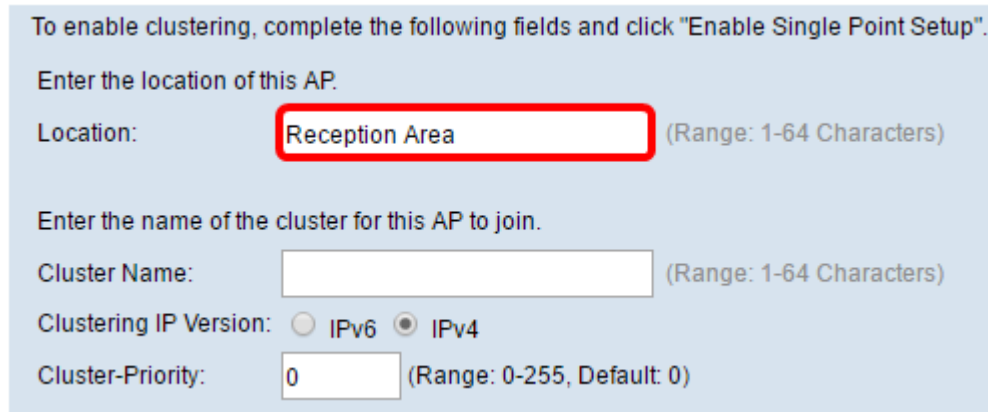 To enable clustering, complete the following fields and click "Enable Single Point Setup".
Enter the location of this AP.
Location: Reception Area (Range: 1-64 Characters)
Enter the name of the cluster for this AP to join.
Cluster Name: (Range: 1-64 Characters)
Clustering IP Version: IPv6 IPv4
Cluster-Priority: 0 (Range: 0-255, Default: 0)